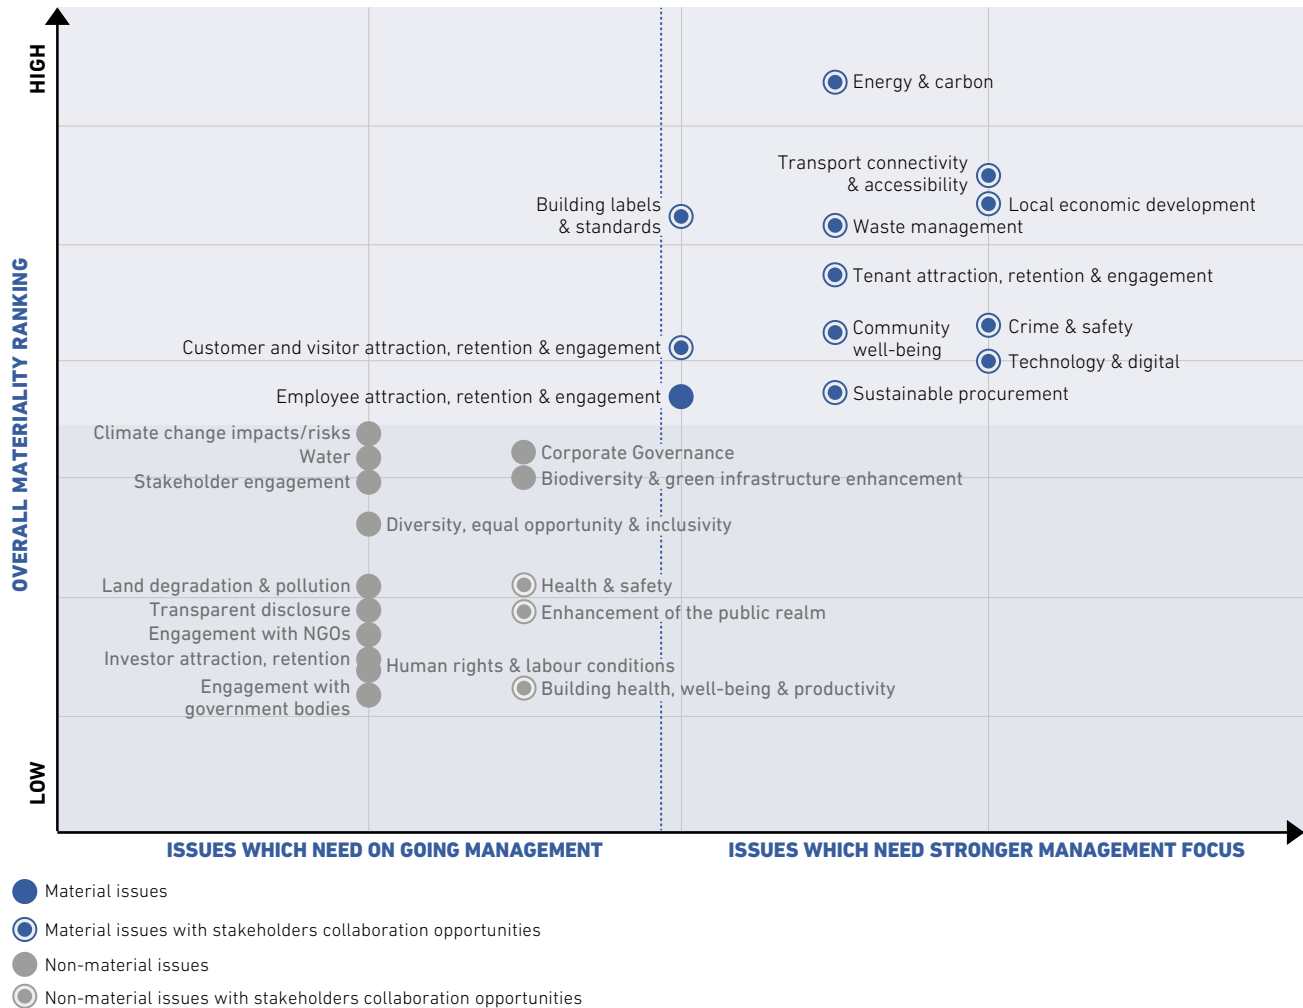 HIGH
Energy & carbon
Transport connectivity
& accessibility
Building labels
& standards
Local economic development
Waste management
Tenant attraction, retention & engagement
Community
well-being
Crime & safety
Customer and visitor attraction, retention & engagement
Technology & digital
Employee attraction, retention & engagement
Sustainable procurement
OVERALL MATERIALITY RANKING
Climate change impacts/risks
Water
Stakeholder engagement
Corporate Governance
Biodiversity & green infrastructure enhancement
Diversity, equal opportunity & inclusivity
Land degradation & pollution
Transparent disclosure
Engagement with NGOs
Investor attraction, retention
Engagement with
government bodies
Health & safety
Enhancement of the public realm
Human rights & labour conditions
Building health, well-being & productivity
LOW
ISSUES WHICH NEED ON GOING MANAGEMENT
ISSUES WHICH NEED STRONGER MANAGEMENT FOCUS
Material issues
Material issues with stakeholders collaboration opportunities
Non-material issues
Non-material issues with stakeholders collaboration opportunities